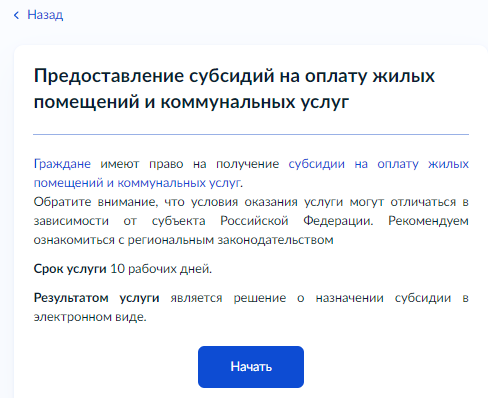 Назад
Предоставление субсидий на оплату жилых
помещений и коммунальных услуг
Граждане имеют право на получение субсидии на оплату жилых
помещений и коммунальных услуг.
Обратите внимание, что условия оказания услуги могут отличаться в
зависимости от субъекта Российской Федерации. Рекомендуем
ознакомиться с региональным законодательством
Срок услуги 10 рабочих дней.
Результатом услуги является решение о назначении субсидии в
электронном виде.
Начать